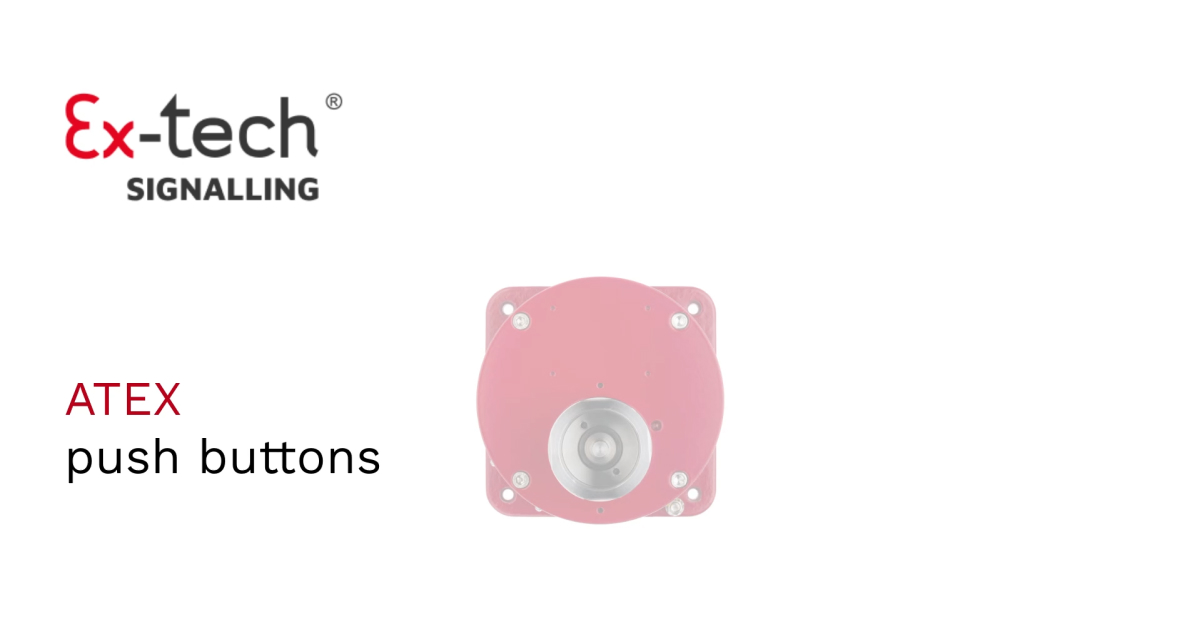 Ex-tech®
SIGNALLING
ATEX
push buttons